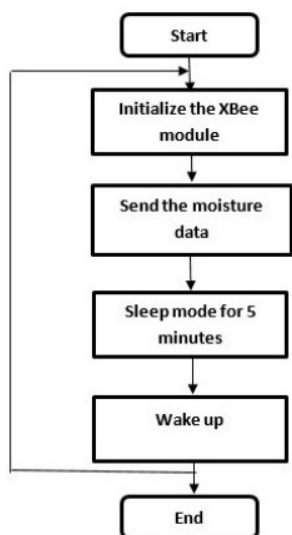 Start
Initialize the XBee
module
Send the moisture
data
Sleep mode for 5
minutes
Wake up
End